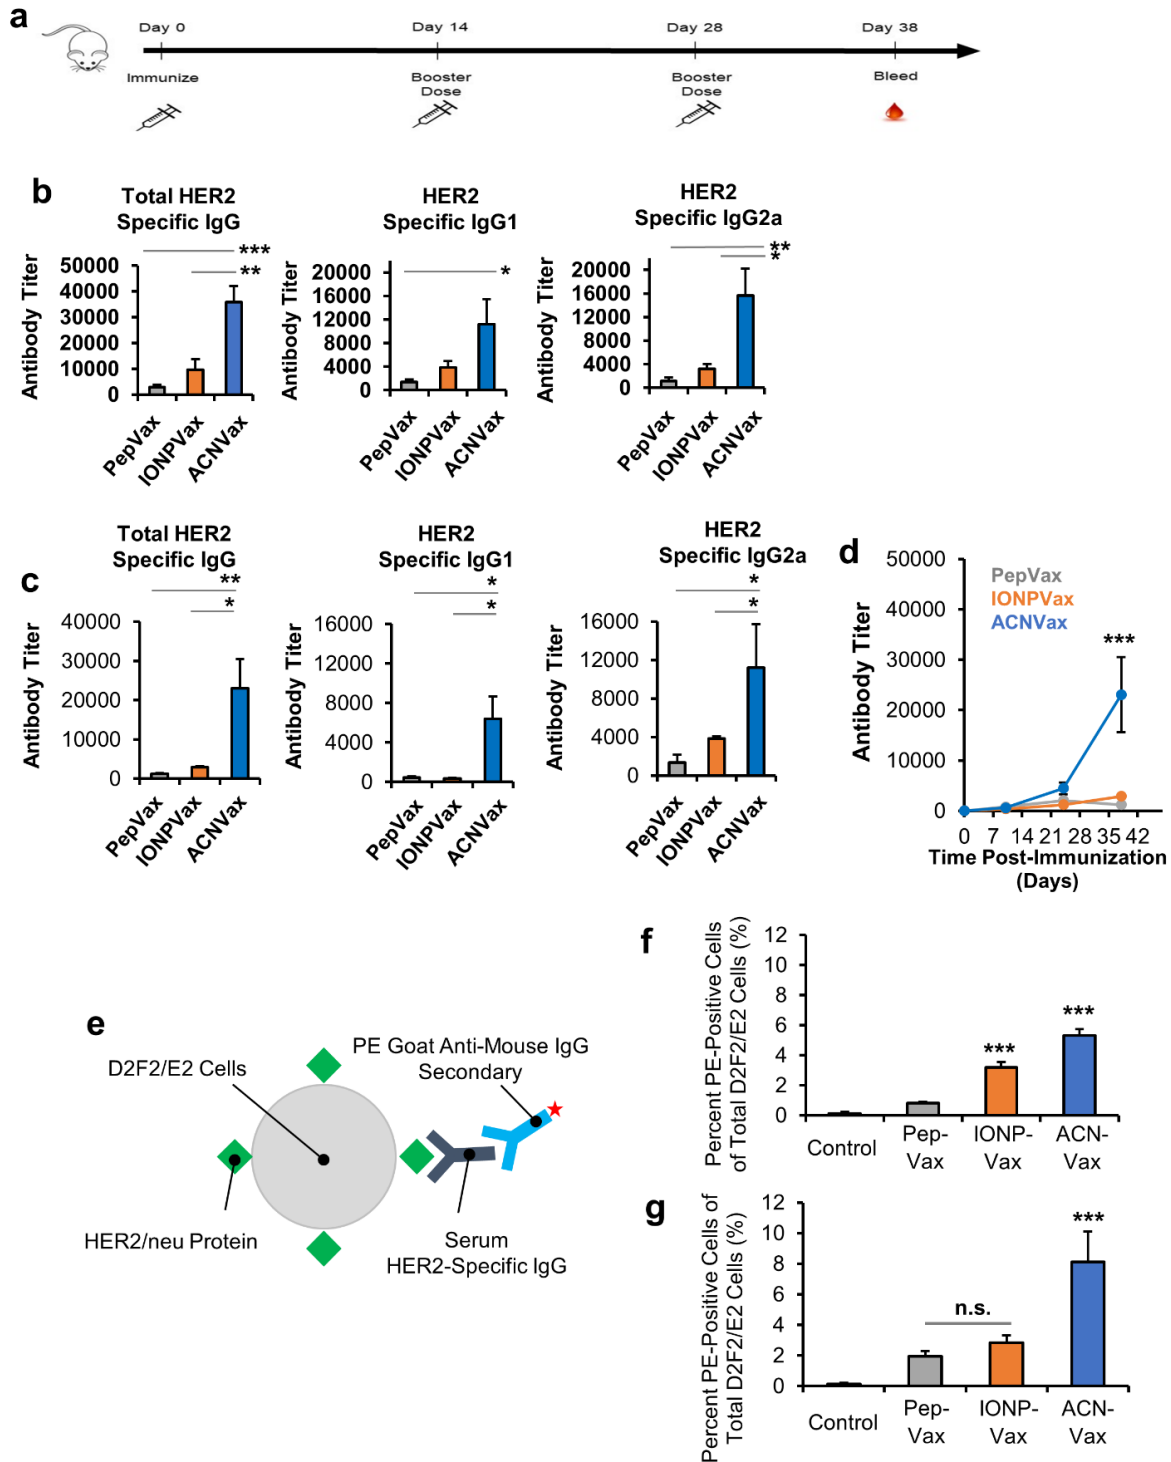 a
Day 0
Day 14
Day 28
Day 38
Immunize
Booster
Dose
Booster
Dose
Bleed
b
Total HER2
Specific IgG
***
**
Antibody Titer
50000
40000
30000
20000
10000
0
PepVax
IONPVax
ACNVax
HER2
Specific IgG1
*
Antibody Titer
20000
16000
12000
8000
4000
0
PepVax
IONPVax
ACNVax
HER2
Specific IgG2a
**
*
Antibody Titer
20000
16000
12000
8000
4000
0
PepVax
IONPVax
ACNVax
c
Total HER2
Specific IgG
**
*
Antibody Titer
40000
30000
20000
10000
0
PepVax
IONPVax
ACNVax
HER2
Specific IgG1
*
*
Antibody Titer
16000
12000
8000
4000
0
PepVax
IONPVax
ACNVax
HER2
Specific IgG2a
*
*
Antibody Titer
16000
12000
8000
4000
0
PepVax
IONPVax
ACNVax
d
Antibody Titer
50000
40000
30000
20000
10000
0
PepVax
IONPVax
ACNVax
***
0 7 14 21 28 35 42
Time Post-Immunization
(Days)
e
D2F2/E2 Cells
PE Goat Anti-Mouse IgG
Secondary
HER2/neu Protein
Serum
HER2-Specific IgG
f
Percent PE-Positive Cells
of Total D2F2/E2 Cells (%)
12
10
8
6
4
2
0
***
***
Control
Pep-
Vax
IONP-
Vax
ACN-
Vax
g
Percent PE-Positive Cells of
Total D2F2/E2 Cells (%)
12
10
8
6
4
2
0
n.s.
***
Control
Pep-
Vax
IONP-
Vax
ACN-
Vax